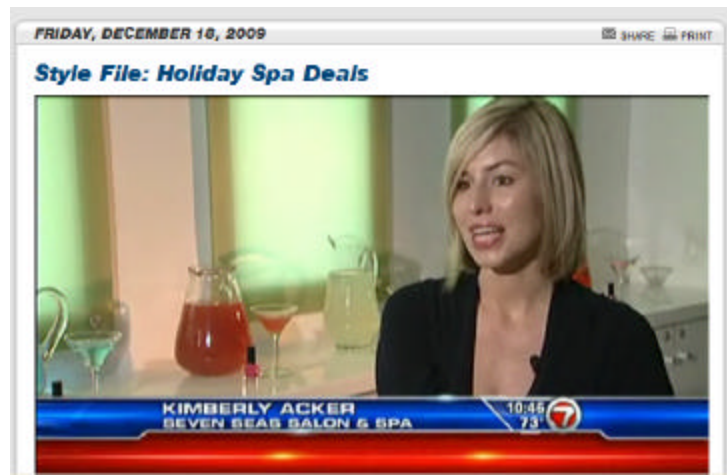 FRIDAY, DECEMBER 18, 2009
SHARE PRINT
Style File: Holiday Spa Deals
KIMBERLY ACKER
SEVEN SEAS SALON & SPA
10:46
73°
7